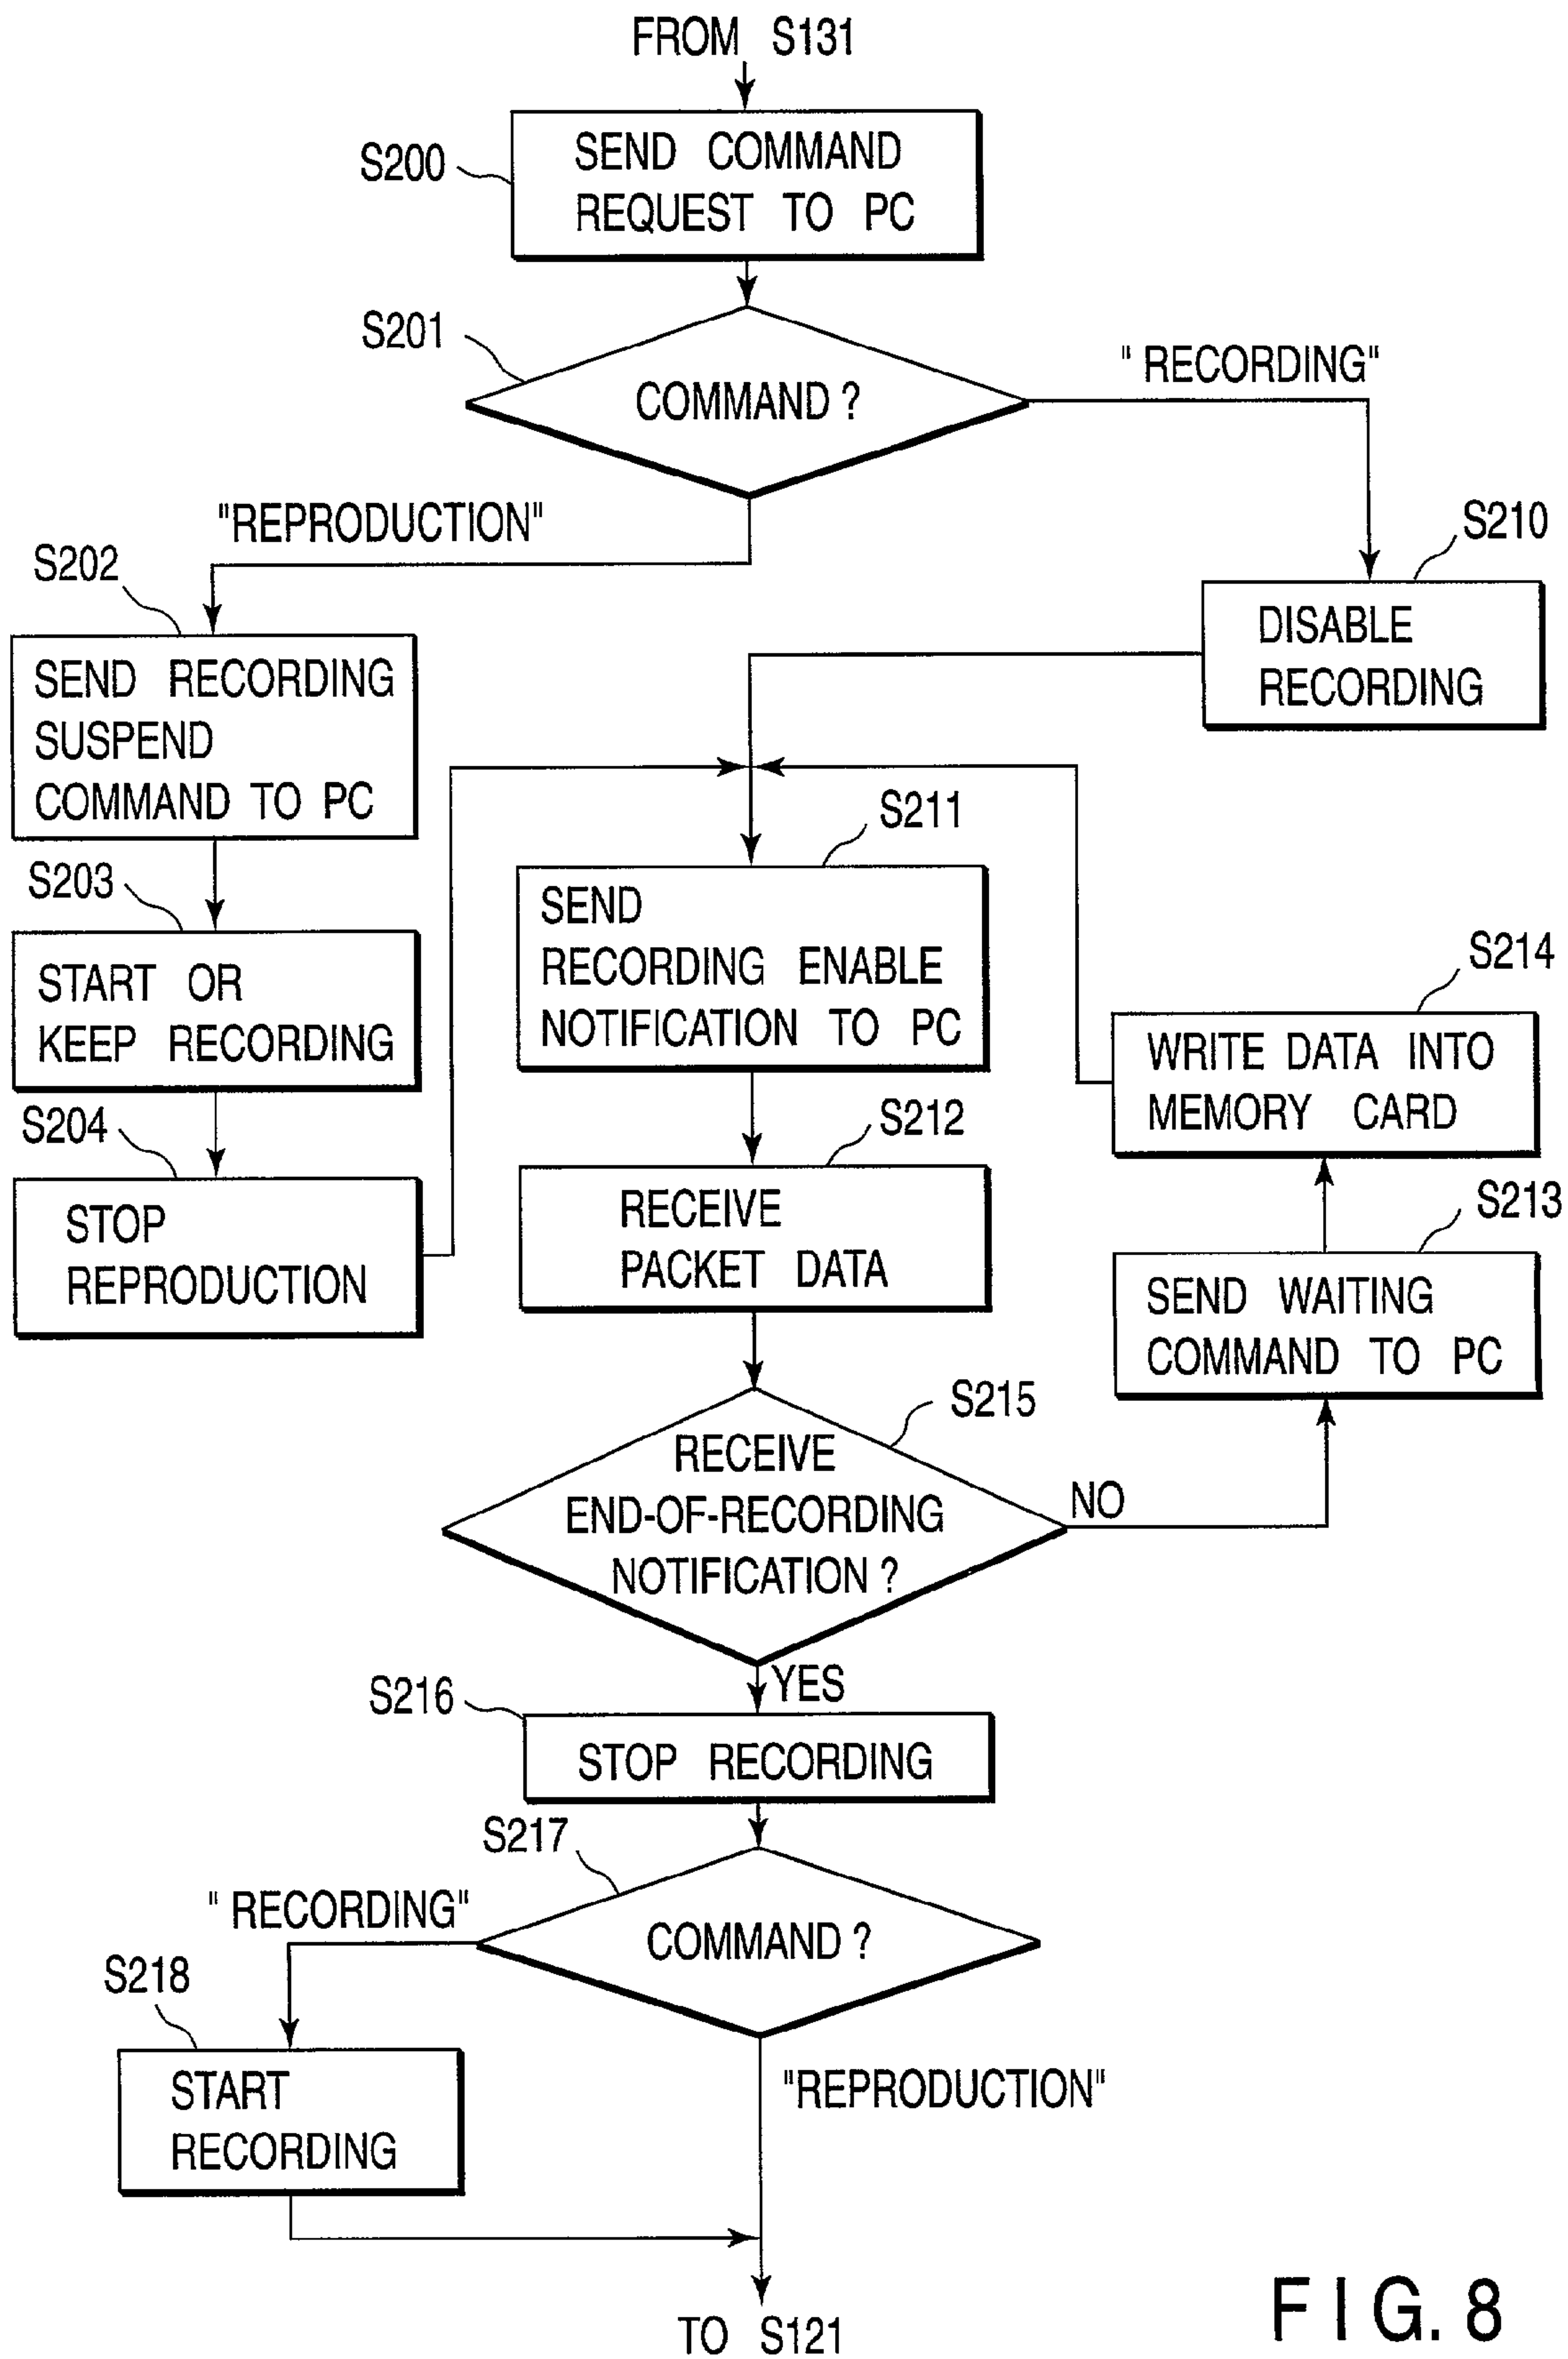 FROM S131
S200
SEND COMMAND
REQUEST TO PC
S201
COMMAND ?
" RECORDING"
"REPRODUCTION"
S202
SEND RECORDING
SUSPEND
COMMAND TO PC
S210
DISABLE
RECORDING
S203
START OR
KEEP RECORDING
S204
STOP
REPRODUCTION
S211
SEND
RECORDING ENABLE
NOTIFICATION TO PC
S212
RECEIVE
PACKET DATA
S214
WRITE DATA INTO
MEMORY CARD
S213
SEND WAITING
COMMAND TO PC
S215
RECEIVE
END-OF-RECORDING
NOTIFICATION ?
NO
YES
S216
STOP RECORDING
S217
COMMAND ?
" RECORDING"
S218
START
RECORDING
"REPRODUCTION"
TO S121
FIG. 8